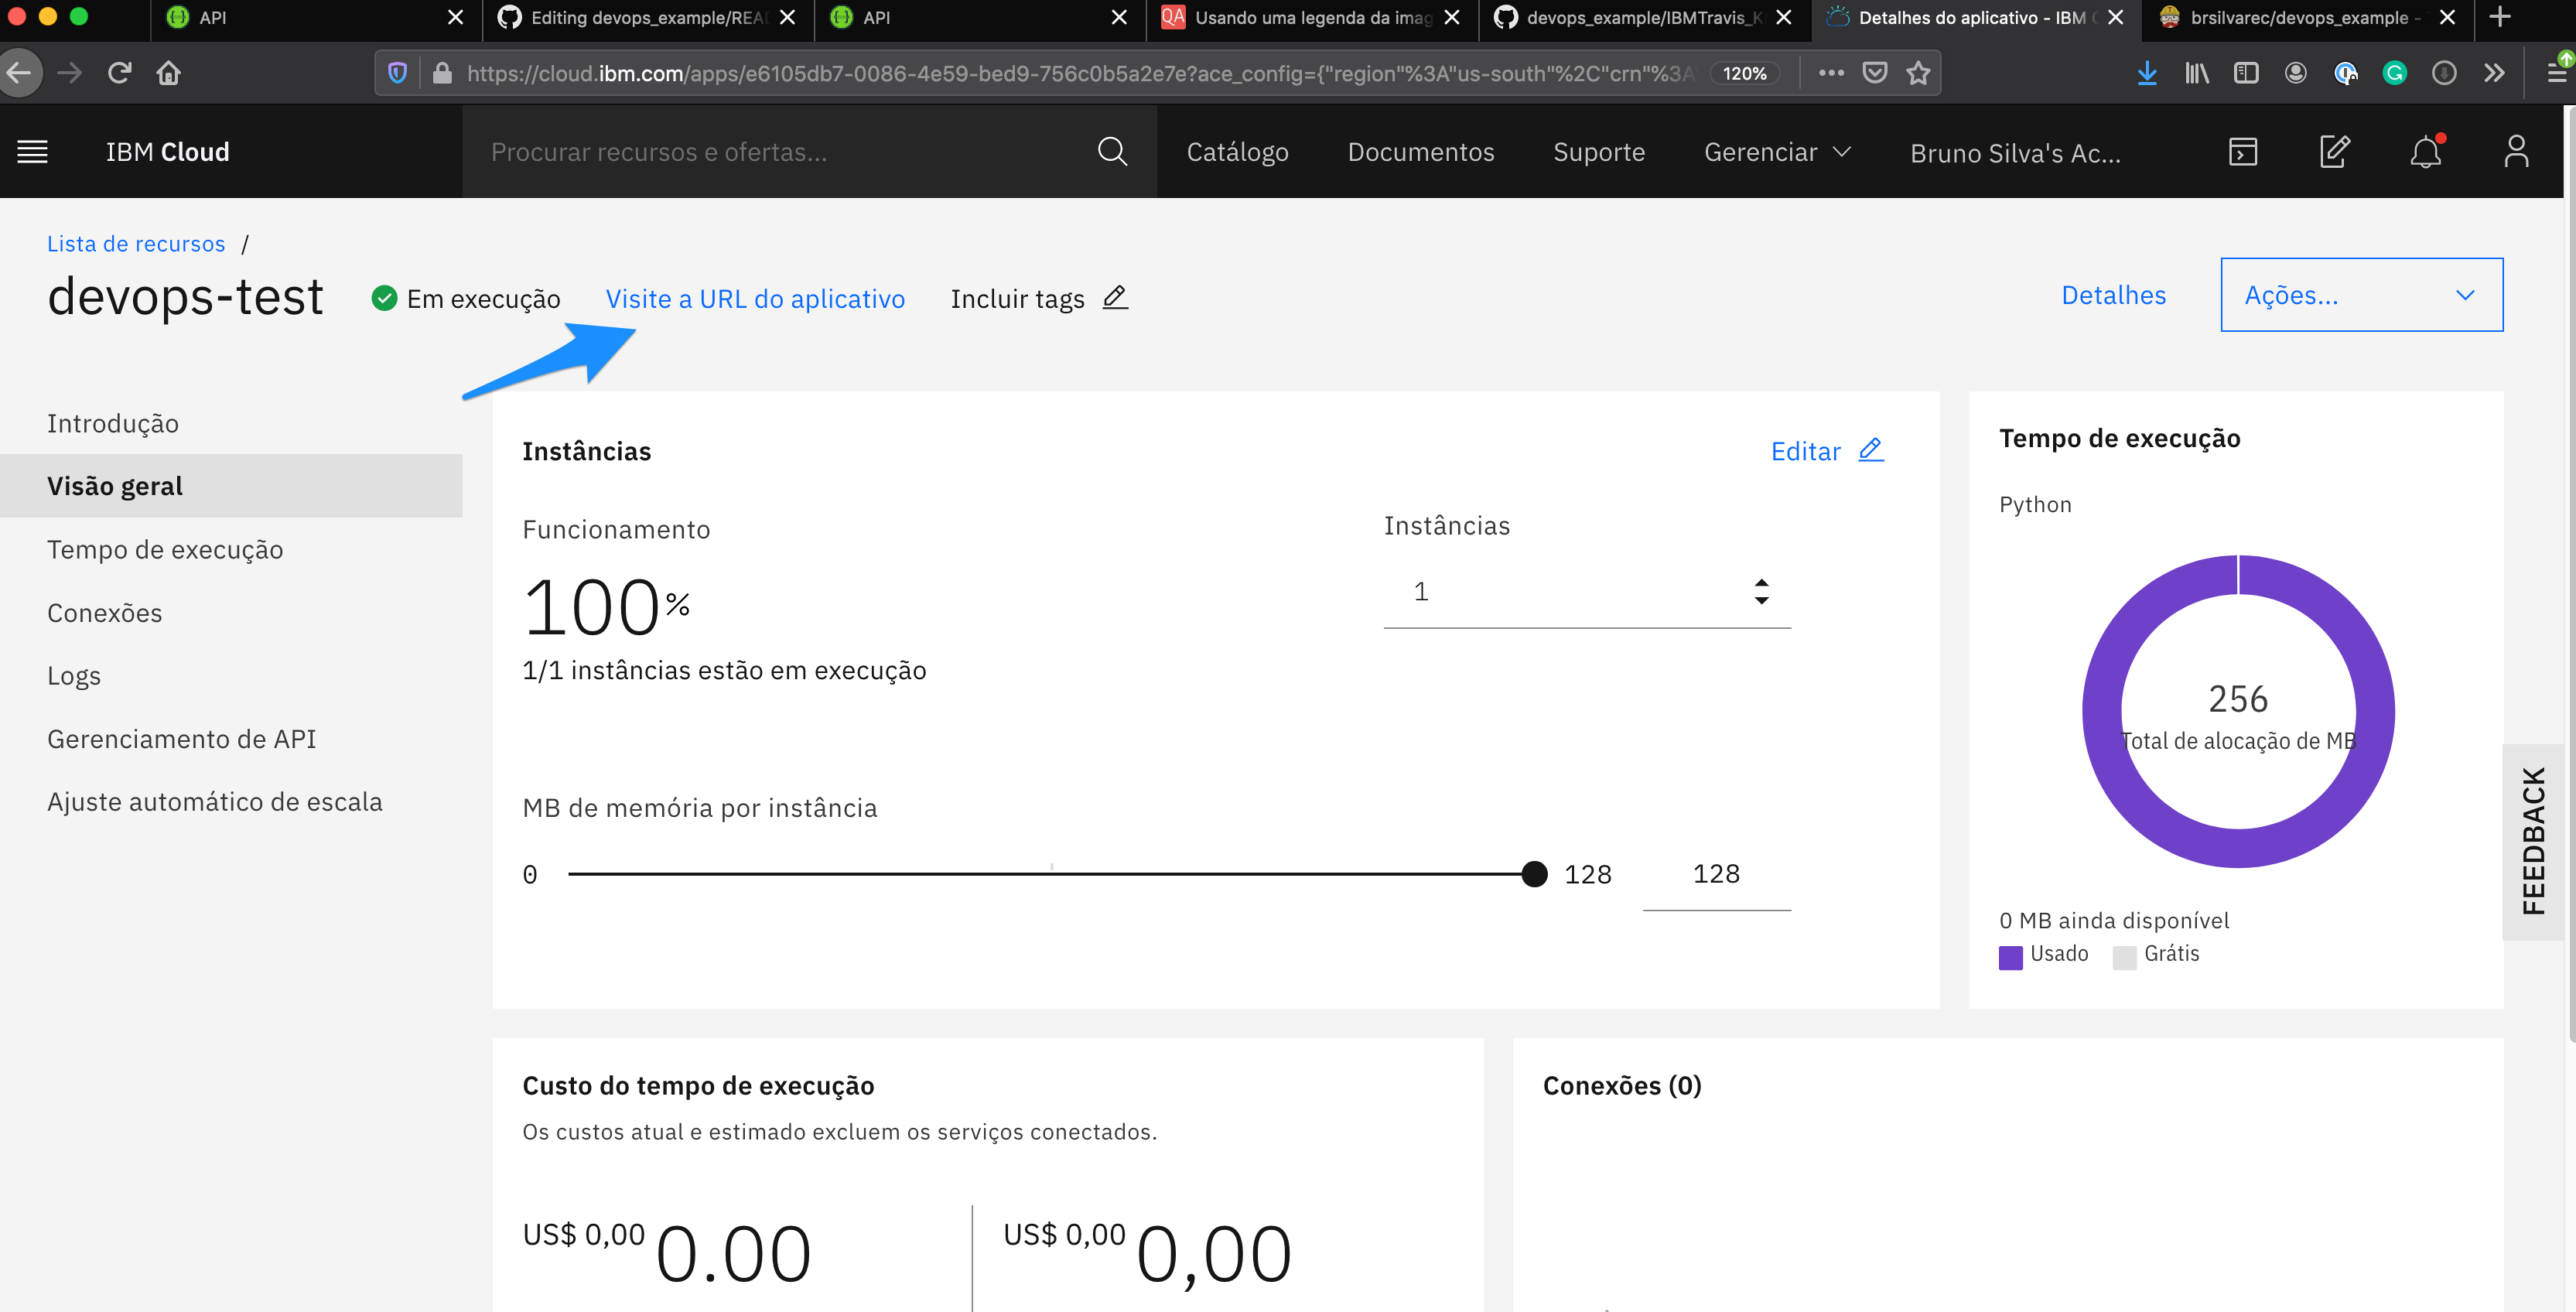 API
Editing devops_example/REA
API
Usando uma legenda da imag
devops_example/IBMTravis_K
Detalhes do aplicativo - IBM C
brsilvarec/devops_example -
https://cloud.ibm.com/apps/e6105db7-0086-4e59-bed9-756c0b5a2e7e?ace_config={"region"%3A"us-south"%2C"crn"%3A"
120%
IBM Cloud
Procurar recursos e ofertas...
Catálogo
Documentos
Suporte
Gerenciar
Bruno Silva's Ac...
Lista de recursos /
devops-test
Em execução
Visite a URL do aplicativo
Incluir tags
Detalhes
Ações...
Introdução
Visão geral
Tempo de execução
Conexões
Logs
Gerenciamento de API
Ajuste automático de escala
Instâncias
Editar
Funcionamento
100%
1/1 instâncias estão em execução
Instâncias
1
MB de memória por instância
0
128
128
Tempo de execução
Python
256
Total de alocação de MB
0 MB ainda disponível
Usado
Grátis
FEEDBACK
Custo do tempo de execução
Os custos atual e estimado excluem os serviços conectados.
US$ 0,00 0.00
US$ 0,00 0,00
Conexões (0)